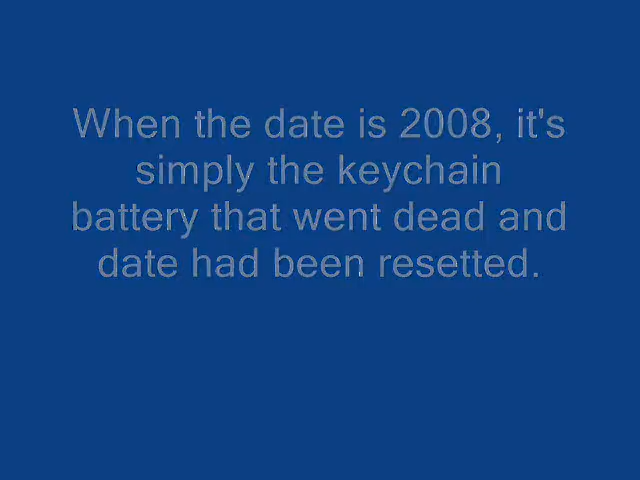 When the date is 2008, it's
simply the keychain
battery that went dead and
date had been resetted.